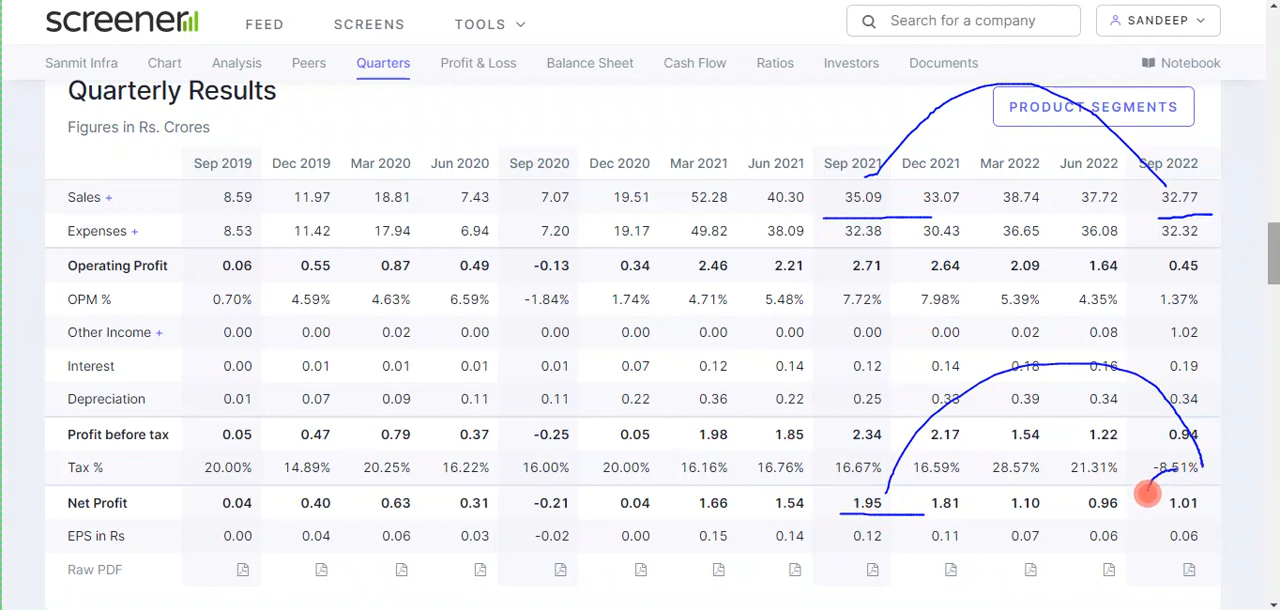 screener FEED SCREENS TOOLS Search for a company SANDEEP
Sanmit Infra Chart Analysis Peers Quarters Profit & Loss Balance Sheet Cash Flow Ratios Investors Documents Notebook
Quarterly Results PRODUCT SEGMENTS
Figures in Rs. Crores
Sep 2019 Dec 2019 Mar 2020 Jun 2020 Sep 2020 Dec 2020 Mar 2021 Jun 2021 Sep 2021 Dec 2021 Mar 2022 Jun 2022 Sep 2022
Sales + 8.59 11.97 18.81 7.43 7.07 19.51 52.28 40.30 35.09 33.07 38.74 37.72 32.77
Expenses + 8.53 11.42 17.94 6.94 7.20 19.17 49.82 38.09 32.38 30.43 36.65 36.08 32.32
Operating Profit 0.06 0.55 0.87 0.49 -0.13 0.34 2.46 2.21 2.71 2.64 2.09 1.64 0.45
OPM % 0.70% 4.59% 4.63% 6.59% -1.84% 1.74% 4.71% 5.48% 7.72% 7.98% 5.39% 4.35% 1.37%
Other Income + 0.00 0.00 0.02 0.00 0.00 0.00 0.00 0.00 0.00 0.00 0.02 0.08 1.02
Interest 0.00 0.01 0.01 0.01 0.01 0.07 0.12 0.14 0.12 0.14 0.18 0.16 0.19
Depreciation 0.01 0.07 0.09 0.11 0.11 0.22 0.36 0.22 0.25 0.33 0.39 0.34 0.34
Profit before tax 0.05 0.47 0.79 0.37 -0.25 0.05 1.98 1.85 2.34 2.17 1.54 1.22 0.94
Tax % 20.00% 14.89% 20.25% 16.22% 16.00% 20.00% 16.16% 16.76% 16.67% 16.59% 28.57% 21.31% -8.51%
Net Profit 0.04 0.40 0.63 0.31 -0.21 0.04 1.66 1.54 1.95 1.81 1.10 0.96 1.01
EPS in Rs 0.00 0.04 0.06 0.03 -0.02 0.00 0.15 0.14 0.12 0.11 0.07 0.06 0.06
Raw PDF